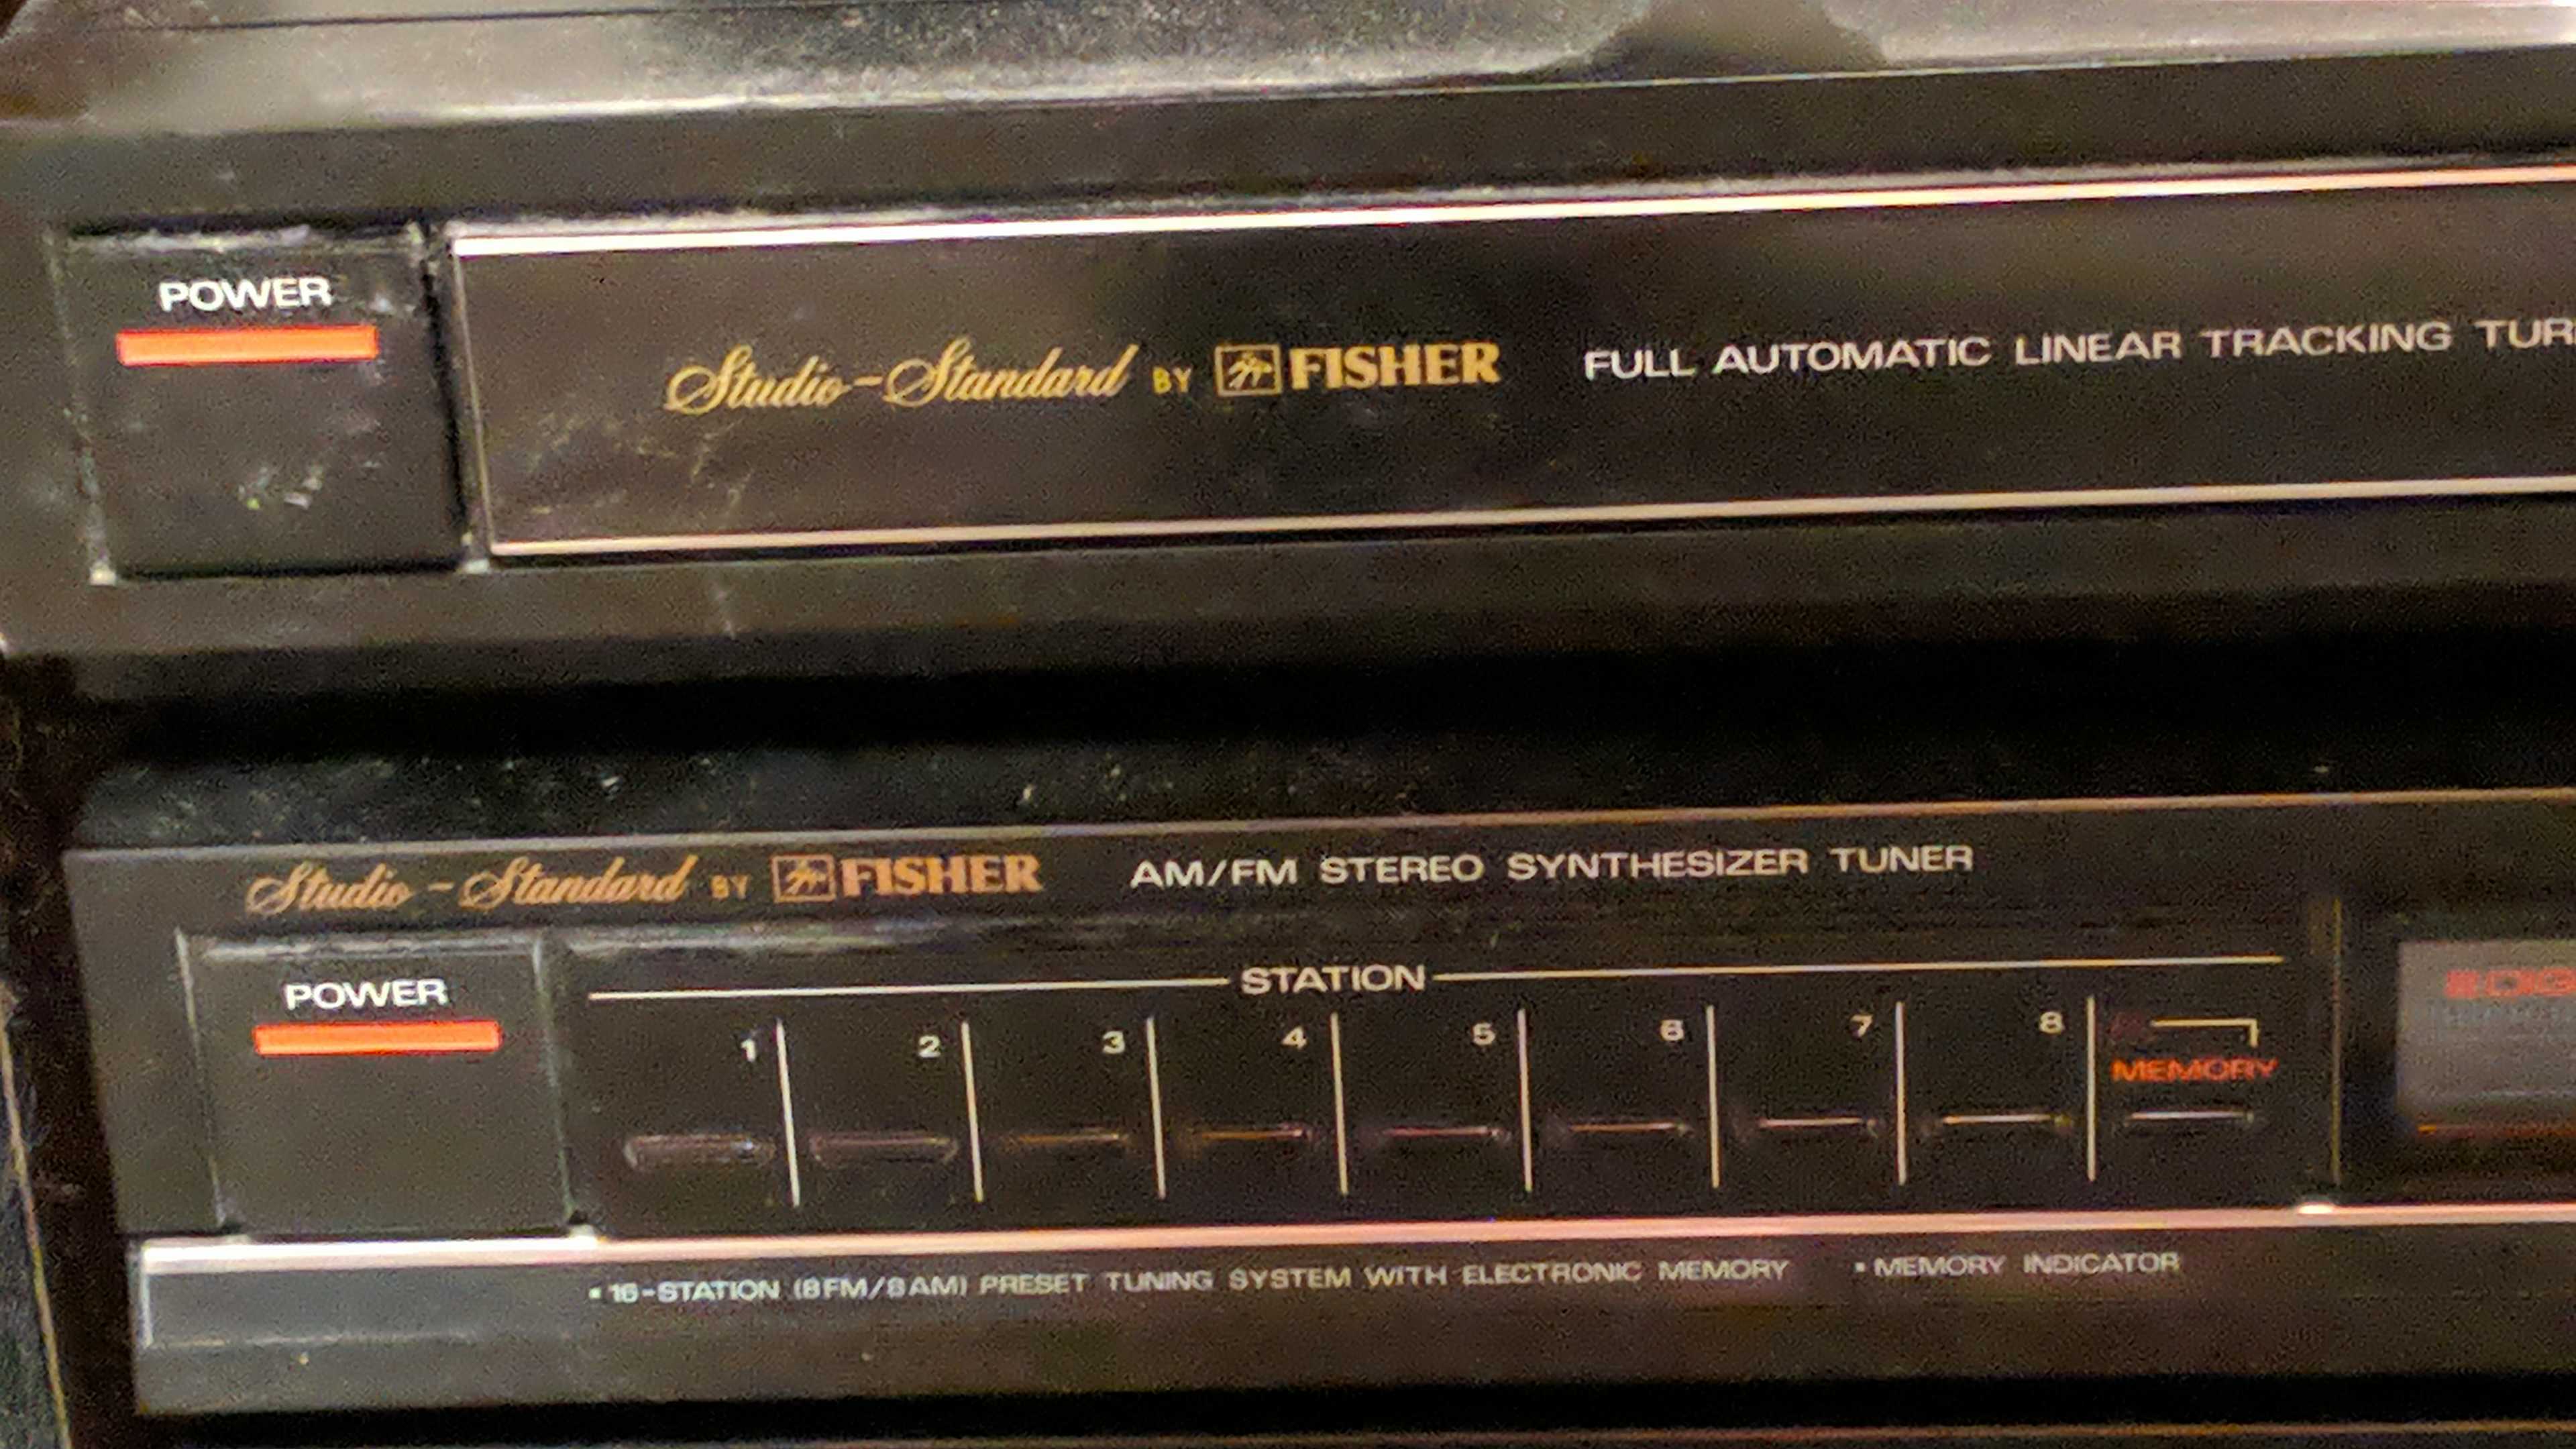 POWER
Studio-Standard BY FISHER FULL AUTOMATIC LINEAR TRACKING TUR
Studio-Standard BY FISHER AM/FM STEREO SYNTHESIZER TUNER
POWER
STATION
1 2 3 4 5 6 7 8
MEMORY
• 16-STATION (8FM/8AM) PRESET TUNING SYSTEM WITH ELECTRONIC MEMORY • MEMORY INDICATOR